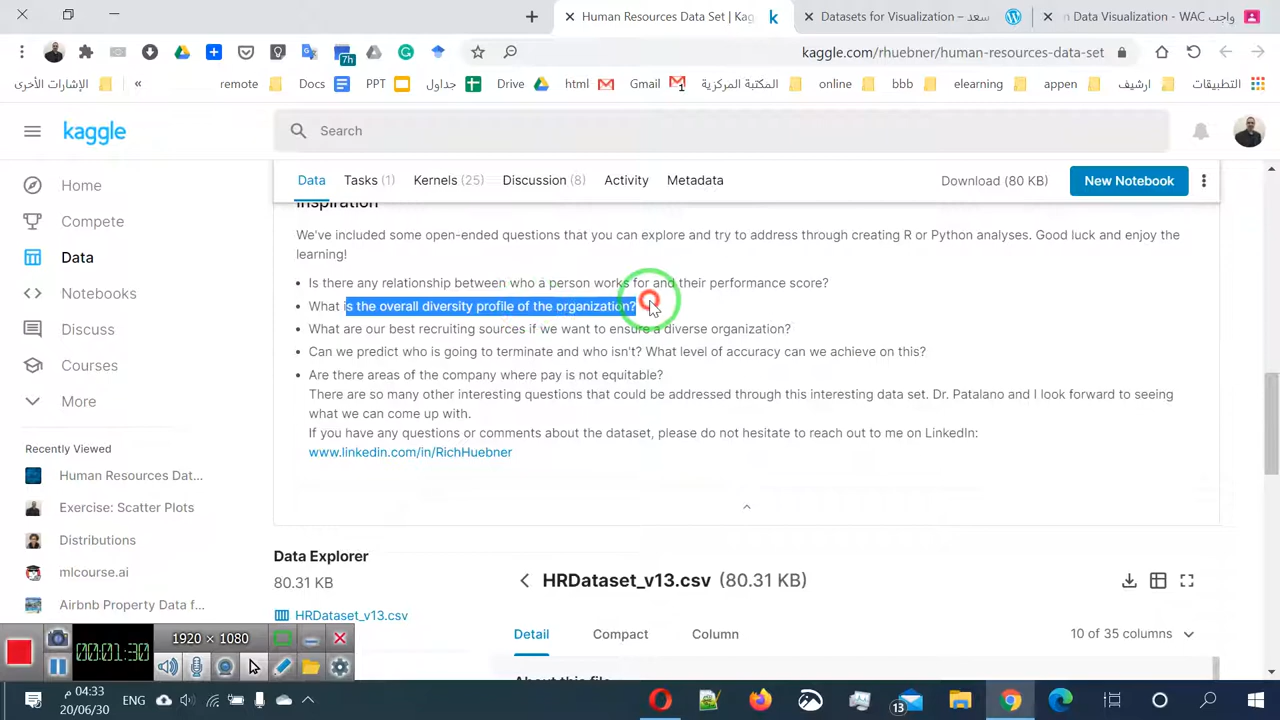 Human Resources Data Set | Kag
Datasets for Visualization – سعد
n Data Visualization - WAC واجب
7h
kaggle.com/rhuebner/human-resources-data-set
الإشارات الأخرى
«
remote
Docs
PPT
جداول
Drive
html
Gmail
1
المكتبة المركزية
online
bbb
elearning
appen
ارشيف
التطبيقات
kaggle
Search
Home
Compete
Data
Codes
Notebooks
Discuss
Courses
More
Recently Viewed
Human Resources Dat...
Exercise: Scatter Plots
Distributions
mlcourse.ai
Airbnb Property Data f...
Data
Tasks (1)
Kernels (25)
Discussion (8)
Activity
Metadata
Download (80 KB)
New Notebook
Inspiration
We've included some open-ended questions that you can explore and try to address through creating R or Python analyses. Good luck and enjoy the
learning!
• Is there any relationship between who a person works for and their performance score?
• What is the overall diversity profile of the organization?
• What are our best recruiting sources if we want to ensure a diverse organization?
• Can we predict who is going to terminate and who isn't? What level of accuracy can we achieve on this?
• Are there areas of the company where pay is not equitable?
There are so many other interesting questions that could be addressed through this interesting data set. Dr. Patalano and I look forward to seeing
what we can come up with.
If you have any questions or comments about the dataset, please do not hesitate to reach out to me on LinkedIn:
www.linkedin.com/in/RichHuebner
Data Explorer
80.31 KB
HRDataset_v13.csv
HRDataset_v13.csv (80.31 KB)
Detail
Compact
Column
10 of 35 columns
About this file
00:01:30
1920 × 1080
04:33 م
20/06/30
ENG
13